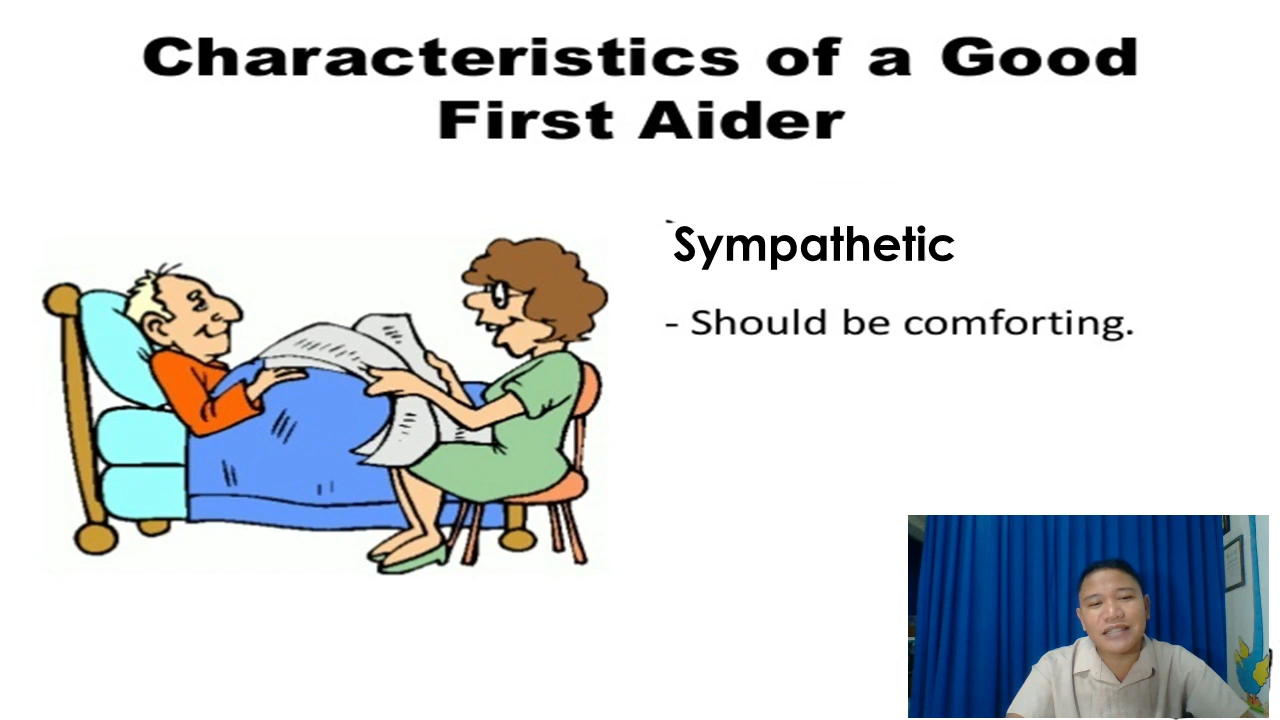 Characteristics of a Good
First Aider
Sympathetic
- Should be comforting.